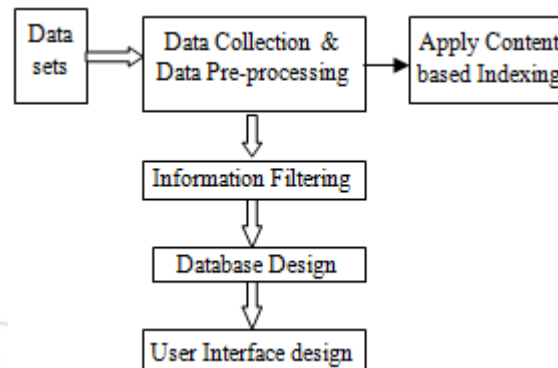 Data
sets
Data Collection &
Data Pre-processing
Apply Content
based Indexing
Information Filtering
Database Design
User Interface design